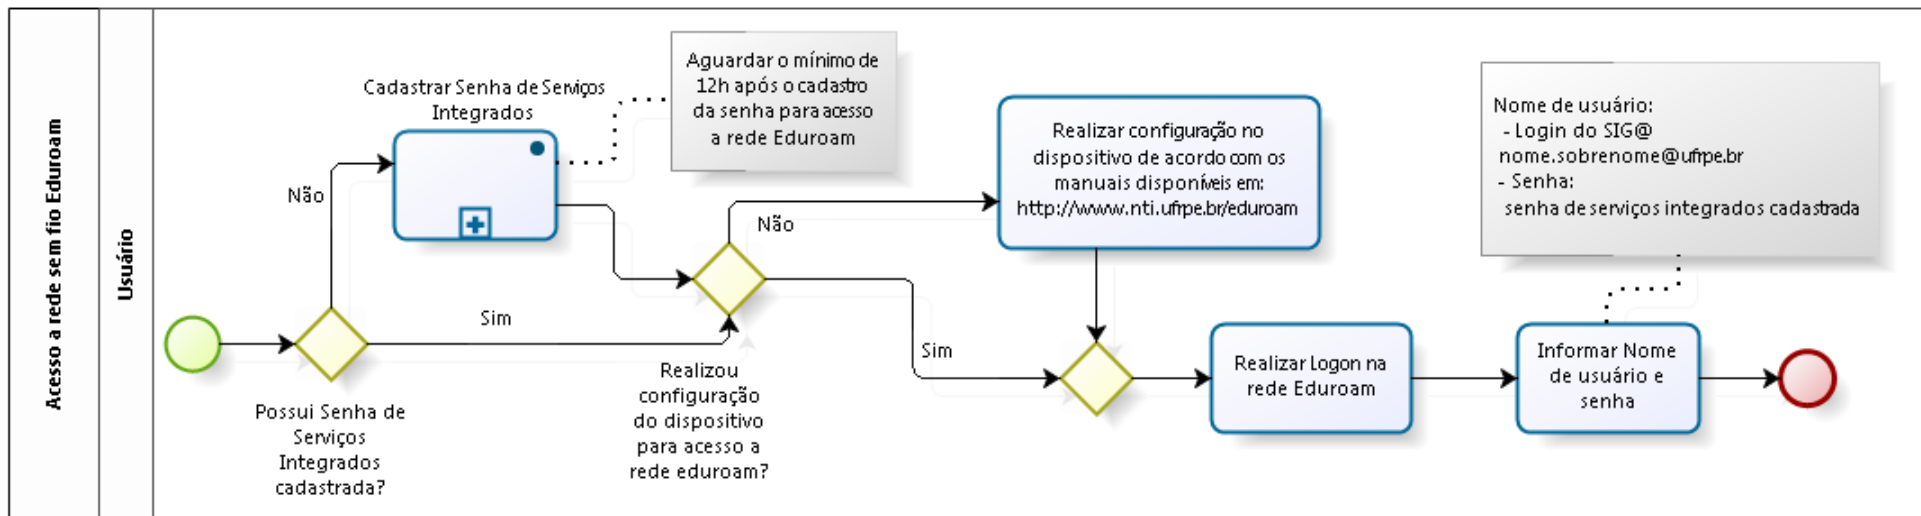 Acesso a rede sem fio Eduroam
Usuário
Possui Senha de
Serviços
Integrados
cadastrada?
Não
Sim
Cadastrar Senha de Serviços
Integrados
Aguardar o mínimo de
12h após o cadastro
da senha para acesso
a rede Eduroam
Realizou
configuração
do dispositivo
para acesso a
rede eduroam?
Não
Sim
Realizar configuração no
dispositivo de acordo com os
manuais disponíveis em:
http://www.nti.ufrpe.br/eduroam
Realizar Logon na
rede Eduroam
Informar Nome
de usuário e
senha
Nome de usuário:
- Login do SIG@
nome.sobrenome@ufrpe.br
- Senha:
senha de serviços integrados cadastrada